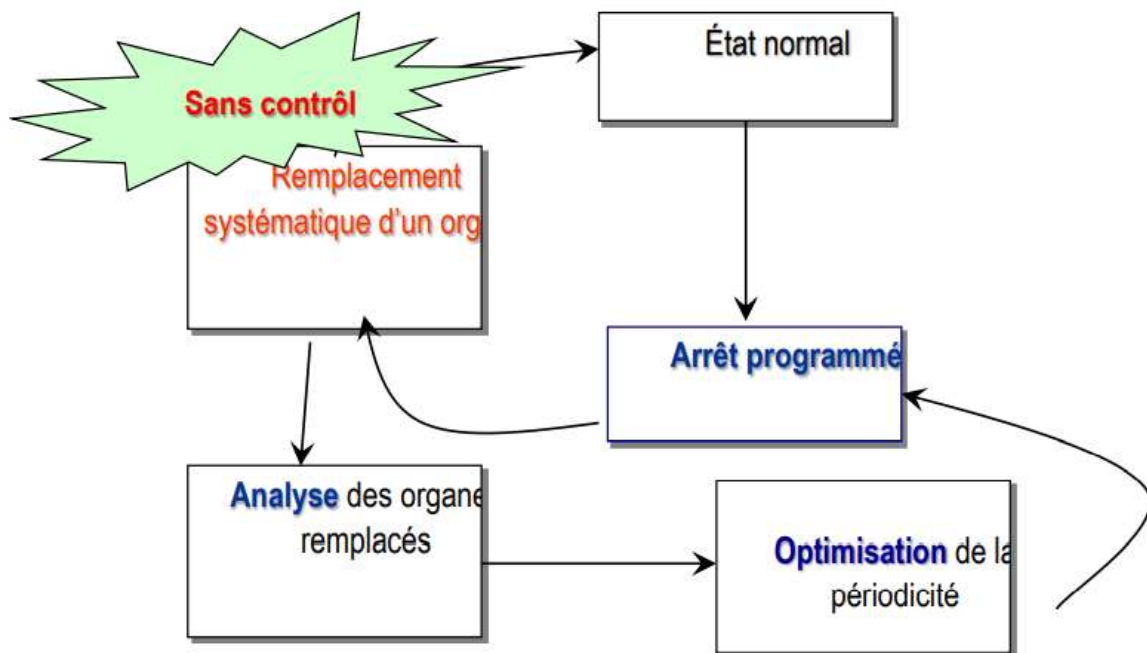 État normal
Sans contrôl
Remplacement
systématique d'un org
Arrêt programmé
Analyse des organe
remplacés
Optimisation de la
périodicité